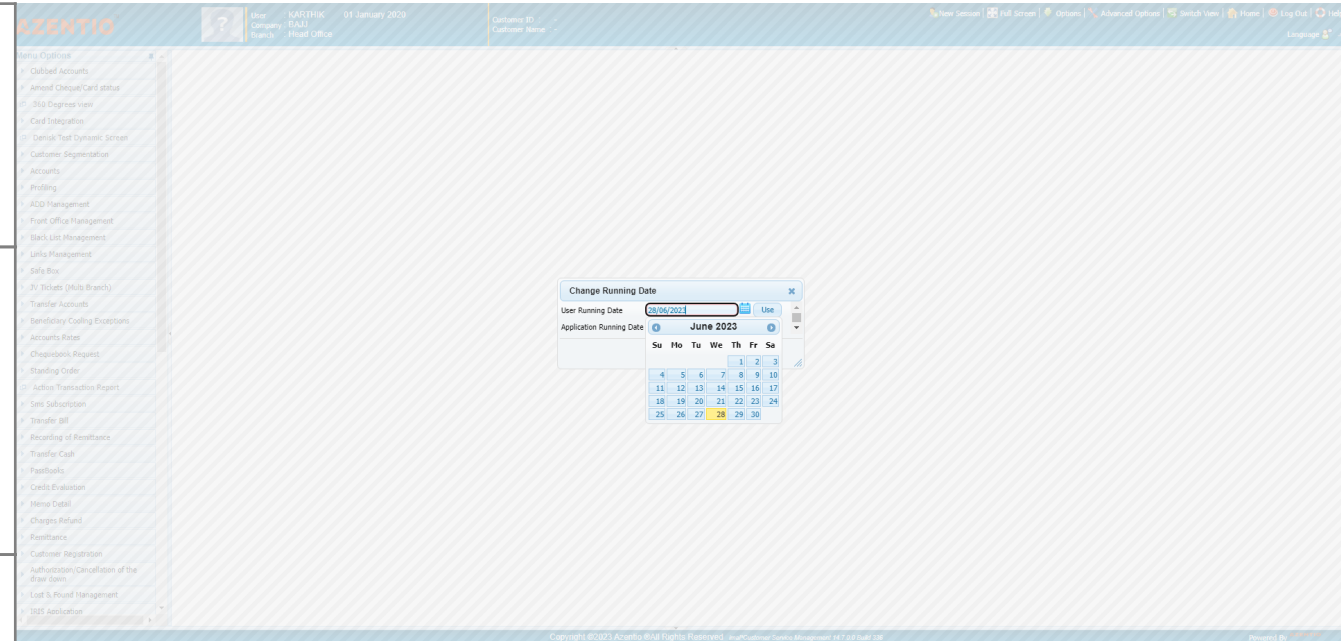 AZENTIO
User : KARTHIK 01 January 2020
Company : BAJJ
Branch : Head Office
Customer ID : -
Customer Name : -
New Session | Full Screen | Options | Advanced Options | Switch View | Home | Log Out | Help
Language
Menu Options
Clubbed Accounts
Amend Cheque/Card status
360 Degrees view
Card Integration
Denisk Test Dynamic Screen
Customer Segmentation
Accounts
Profiling
ADD Management
Front Office Management
Black List Management
Links Management
Safe Box
JV Tickets (Multi Branch)
Transfer Accounts
Beneficiary Cooling Exceptions
Accounts Rates
Chequebook Request
Standing Order
Action Transaction Report
Sms Subscription
Transfer Bill
Recording of Remittance
Transfer Cash
PassBooks
Credit Evaluation
Memo Detail
Charges Refund
Remittance
Customer Registration
Authorization/Cancellation of the
draw down
Lost & Found Management
IRIS Application
Change Running Date
User Running Date 28/06/2023 Use
Application Running Date
June 2023
Su Mo Tu We Th Fr Sa
1 2 3
4 5 6 7 8 9 10
11 12 13 14 15 16 17
18 19 20 21 22 23 24
25 26 27 28 29 30
Copyright ©2023 Azentio ®All Rights Reserved
Powered By